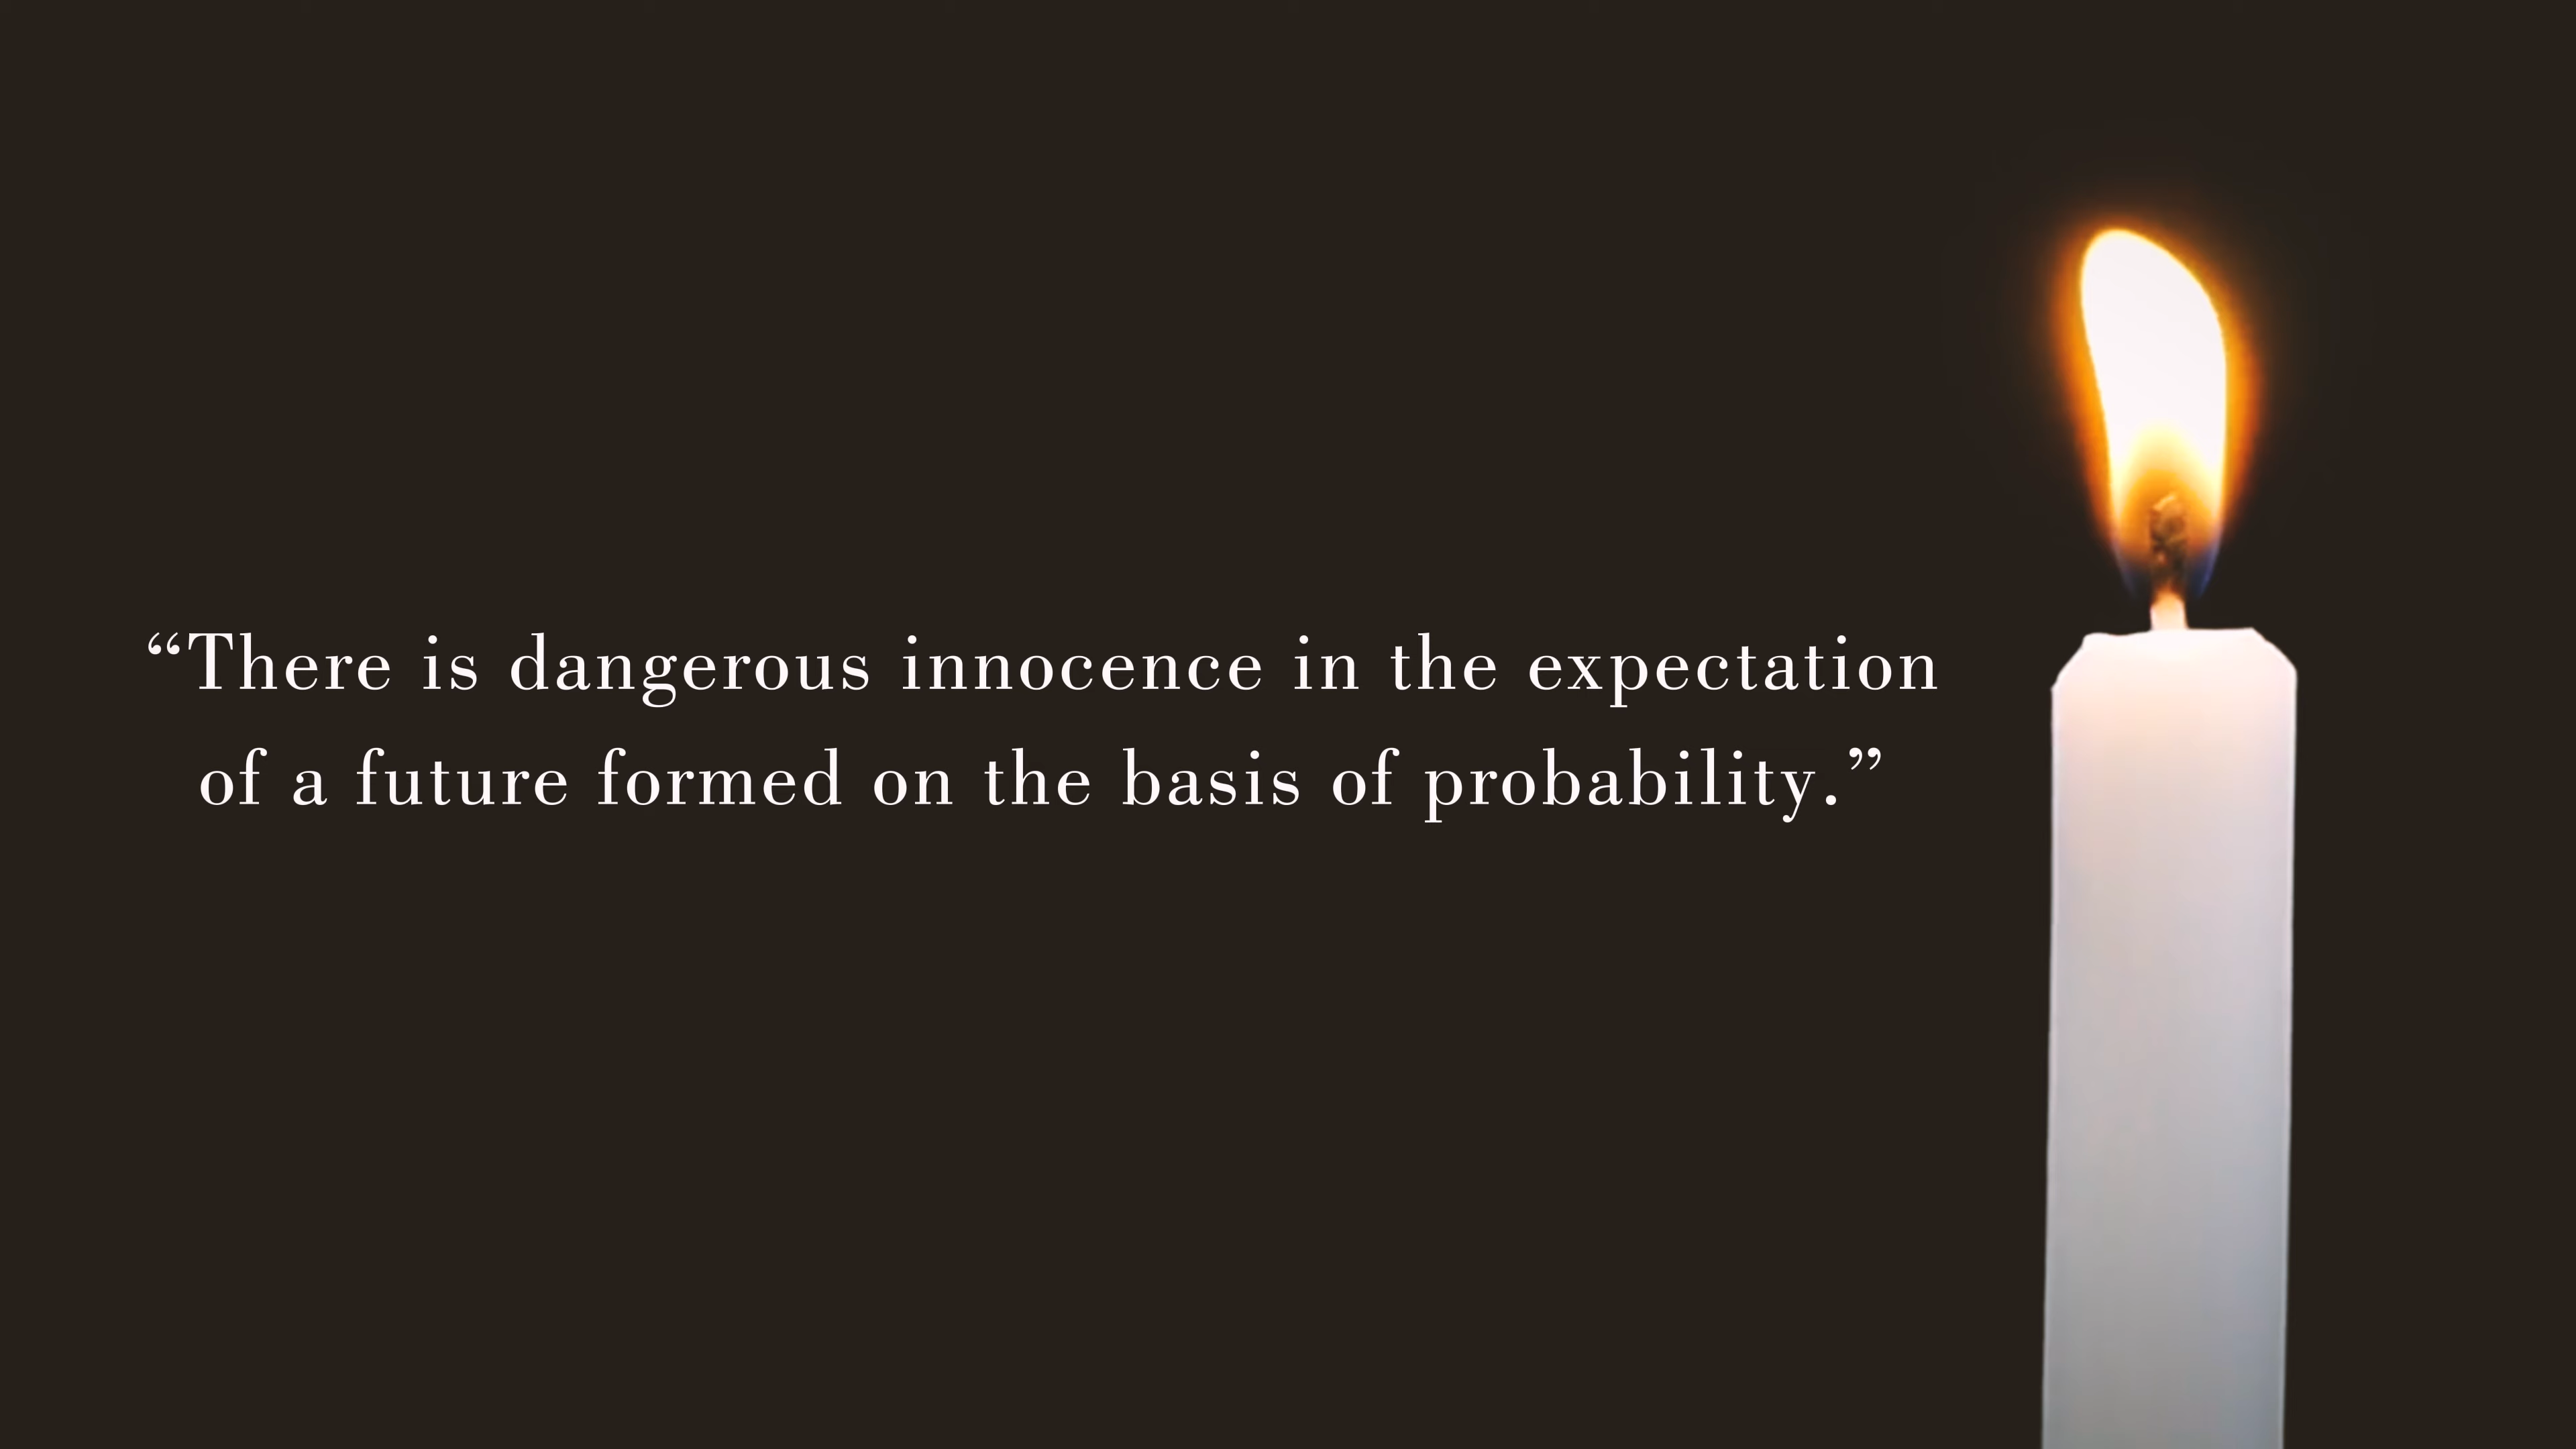 “There is dangerous innocence in the expectation
of a future formed on the basis of probability.”